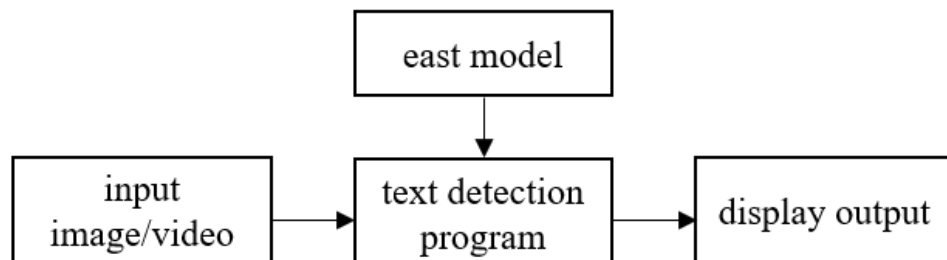 east model
input
image/video
text detection
program
display output